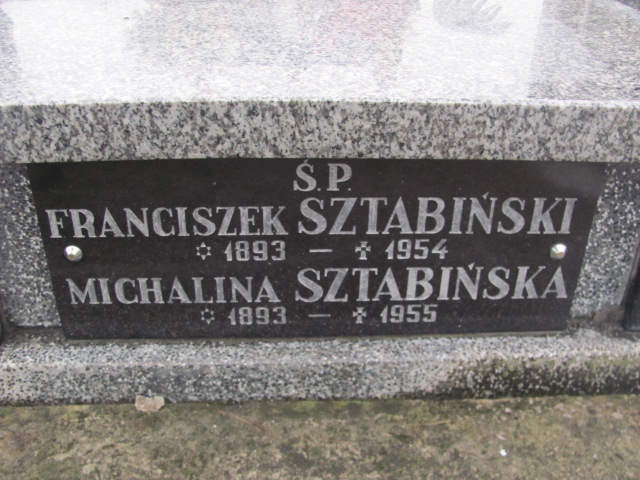 Ś.P.
FRANCISZEK SZTABIŃSKI
✡ 1893 — ✝ 1954
MICHALINA SZTABIŃSKA
✡ 1893 — ✝ 1955